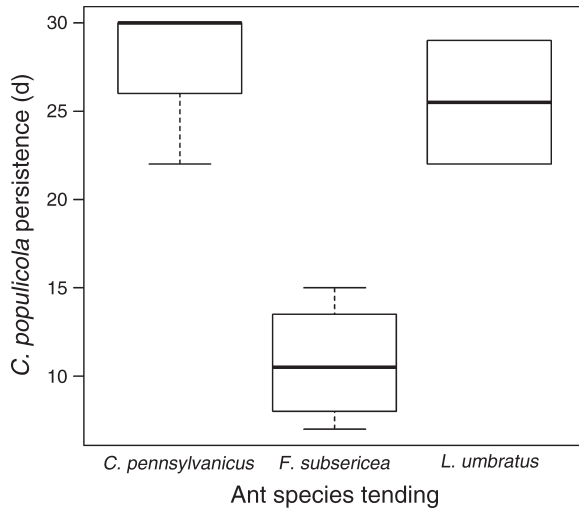 C. populicola persistence (d)
30
25
20
15
10
C. pennsylvanicus F. subsericea L. umbratus
Ant species tending